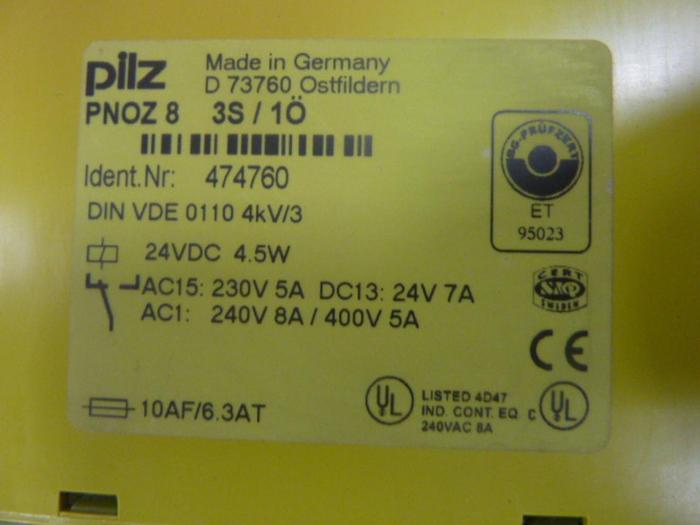 pilz
Made in Germany
D 73760 Ostfildern
PNOZ 8 3S / 1Ö
Ident.Nr: 474760
DIN VDE 0110 4kV/3
24VDC 4.5W
AC15: 230V 5A DC13: 24V 7A
AC1: 240V 8A / 400V 5A
10AF/6.3AT
BG-PRÜFZERT
ET
95023
CERT
SWEDEN
CE
UL
LISTED 4D47
IND. CONT. EQ
240VAC 8A
C UL